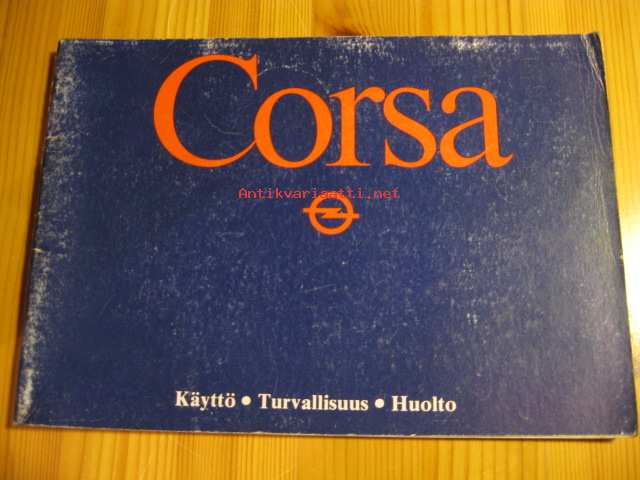 Corsa
Antikvariaatti.net
Käyttö • Turvallisuus • Huolto